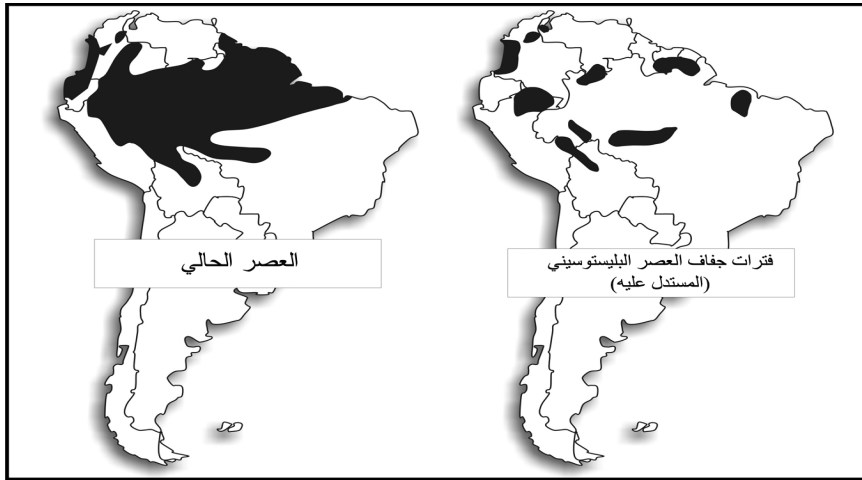 العصر الحالي
فترات جفاف العصر البليستوسيني
(المستدل عليه)